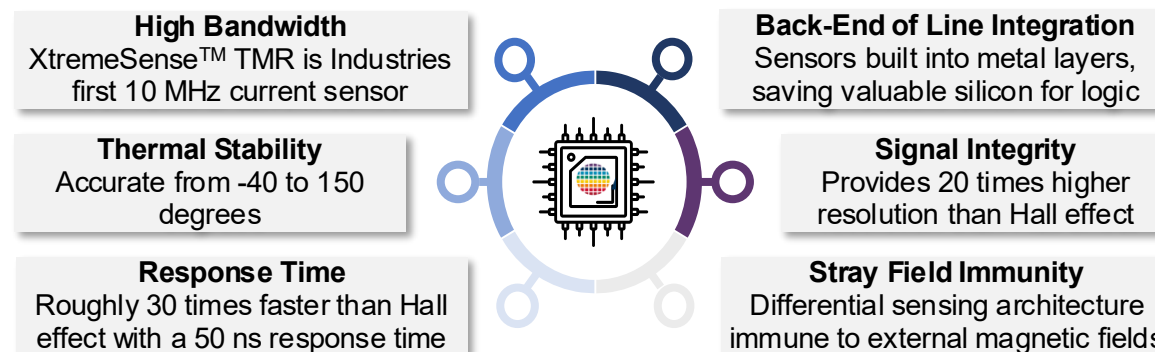 High Bandwidth
XtremeSense™ TMR is Industries
first 10 MHz current sensor
Thermal Stability
Accurate from -40 to 150
degrees
Response Time
Roughly 30 times faster than Hall
effect with a 50 ns response time
Back-End of Line Integration
Sensors built into metal layers,
saving valuable silicon for logic
Signal Integrity
Provides 20 times higher
resolution than Hall effect
Stray Field Immunity
Differential sensing architecture
immune to external magnetic fields